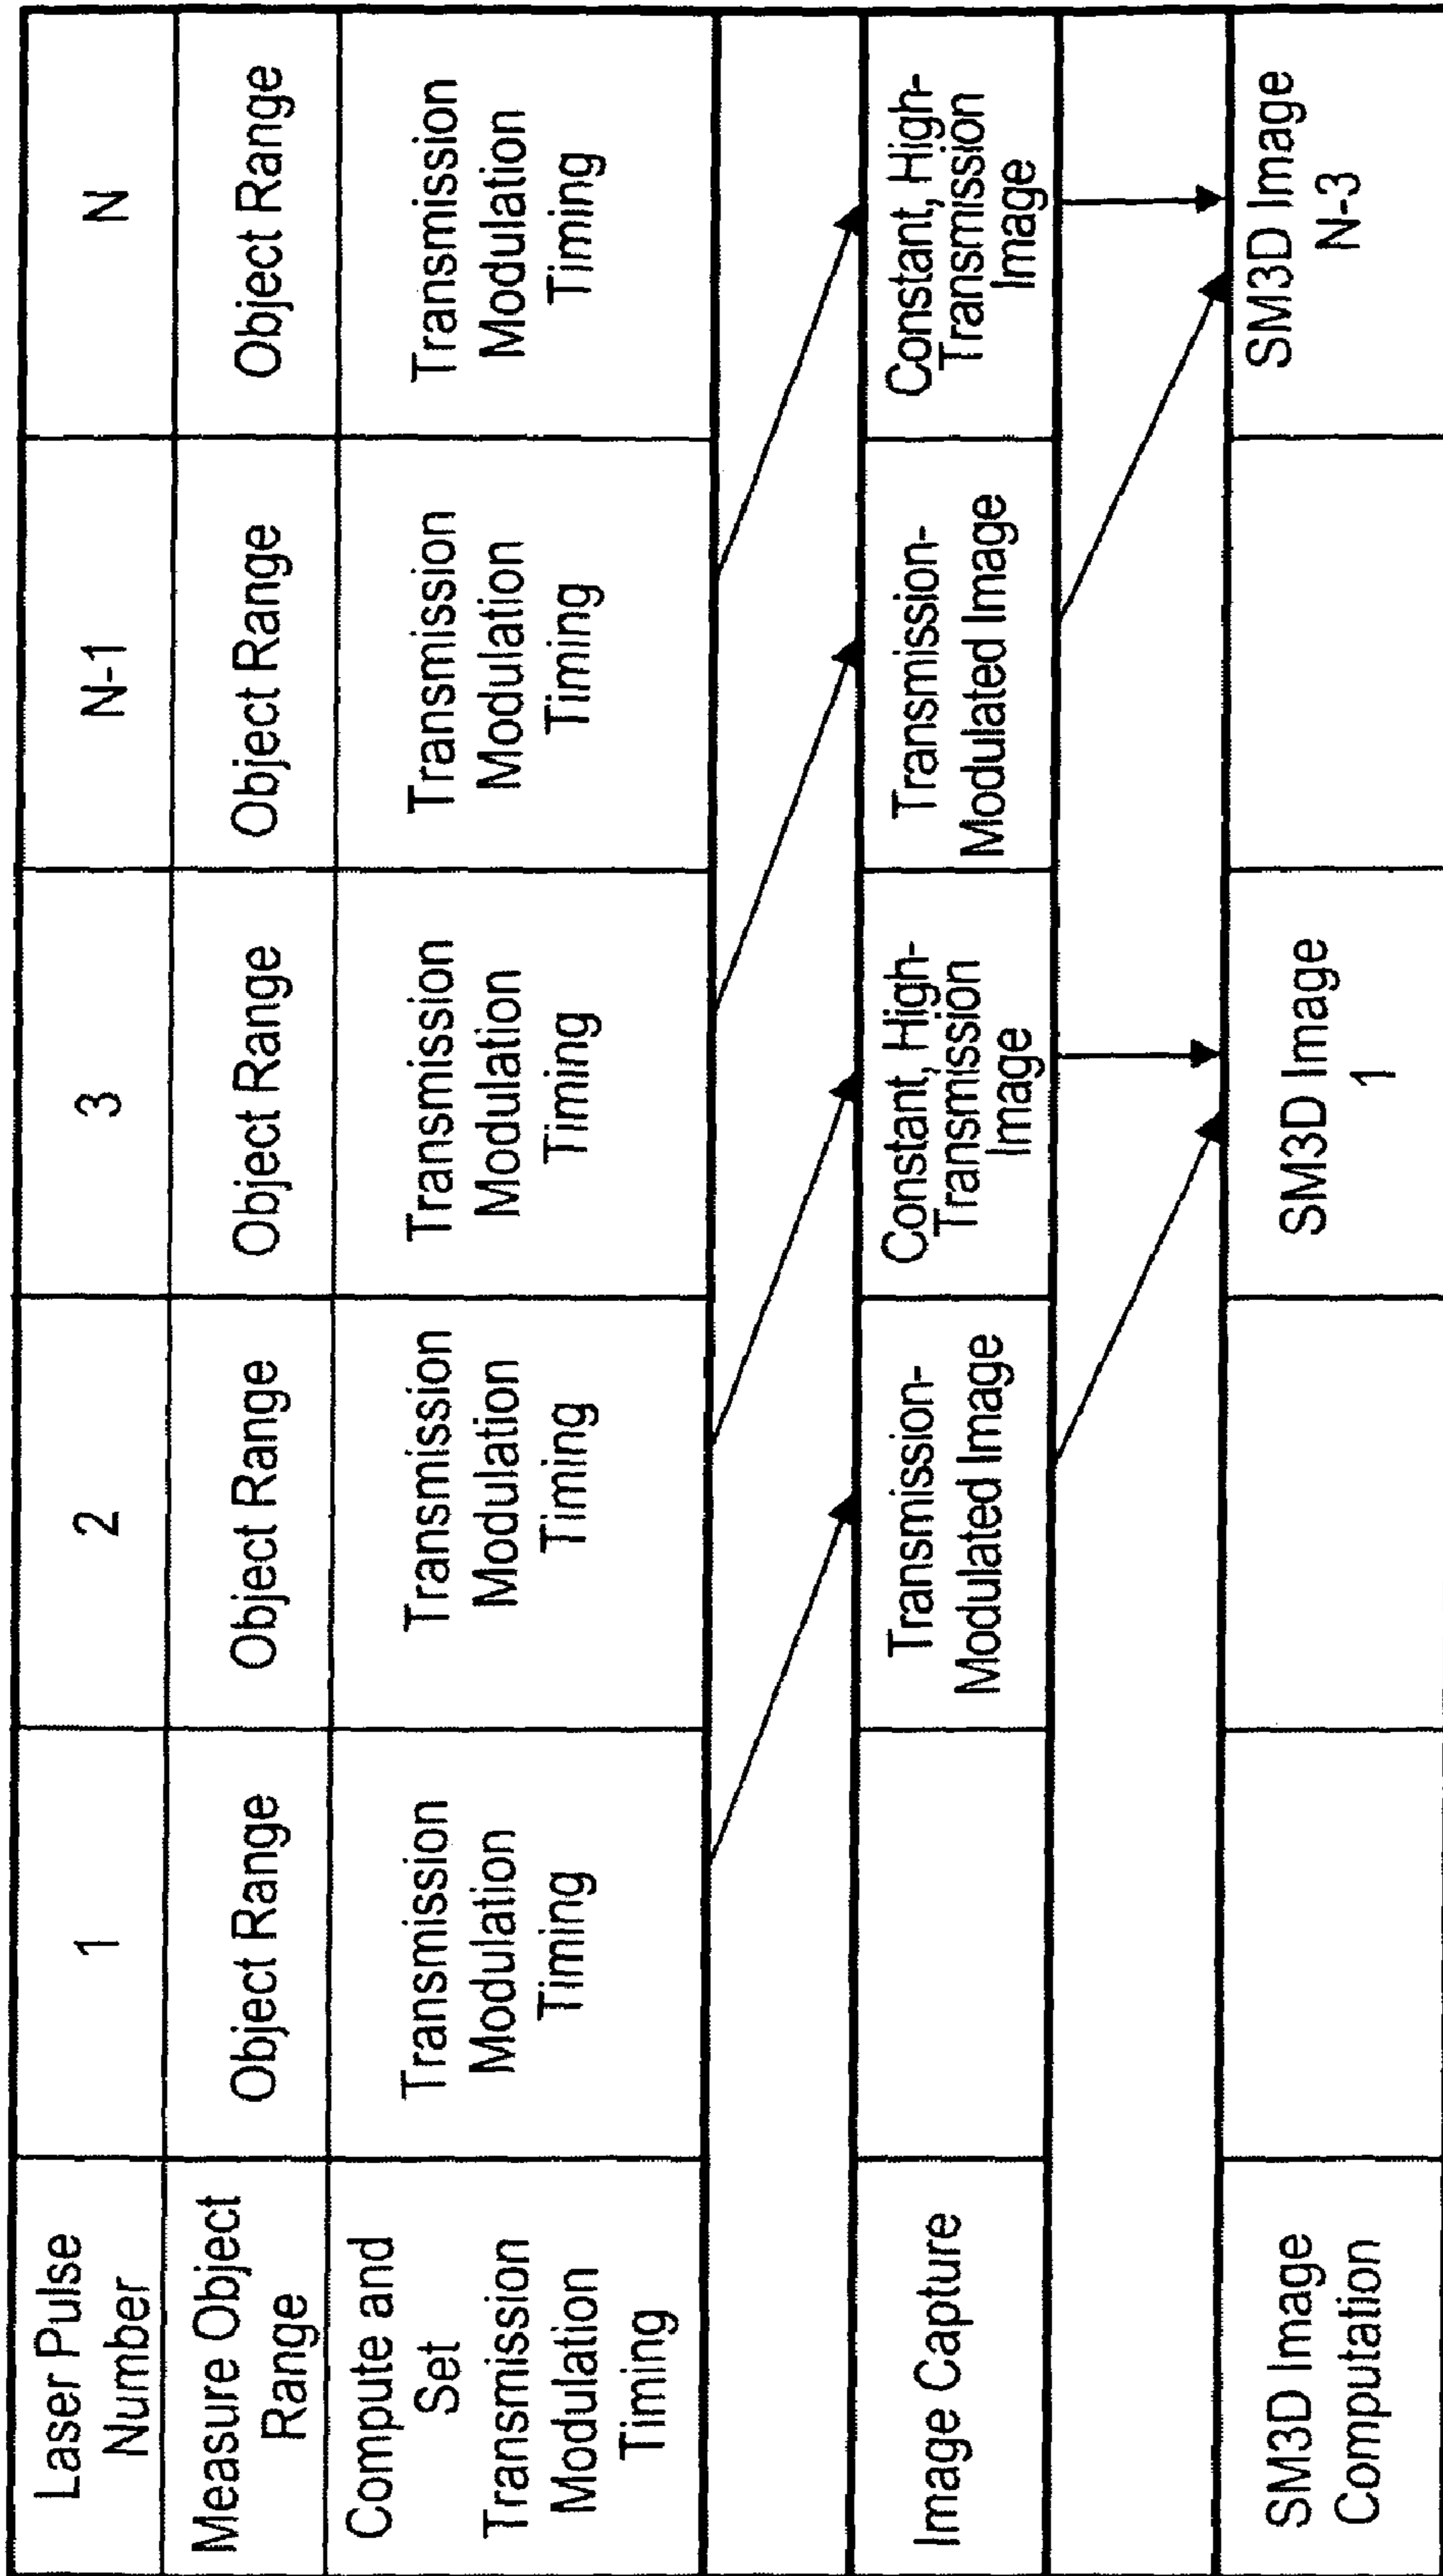 Laser Pulse
Number
1
2
3
N-1
N
Measure Object
Range
Object Range
Object Range
Object Range
Object Range
Object Range
Compute and
Set
Transmission
Modulation
Timing
Transmission
Modulation
Timing
Transmission
Modulation
Timing
Transmission
Modulation
Timing
Transmission
Modulation
Timing
Transmission
Modulation
Timing
Image Capture
Transmission-
Modulated Image
Constant, High-
Transmission
Image
Transmission-
Modulated Image
Constant, High-
Transmission
Image
SM3D Image
Computation
SM3D Image
1
SM3D Image
N-3